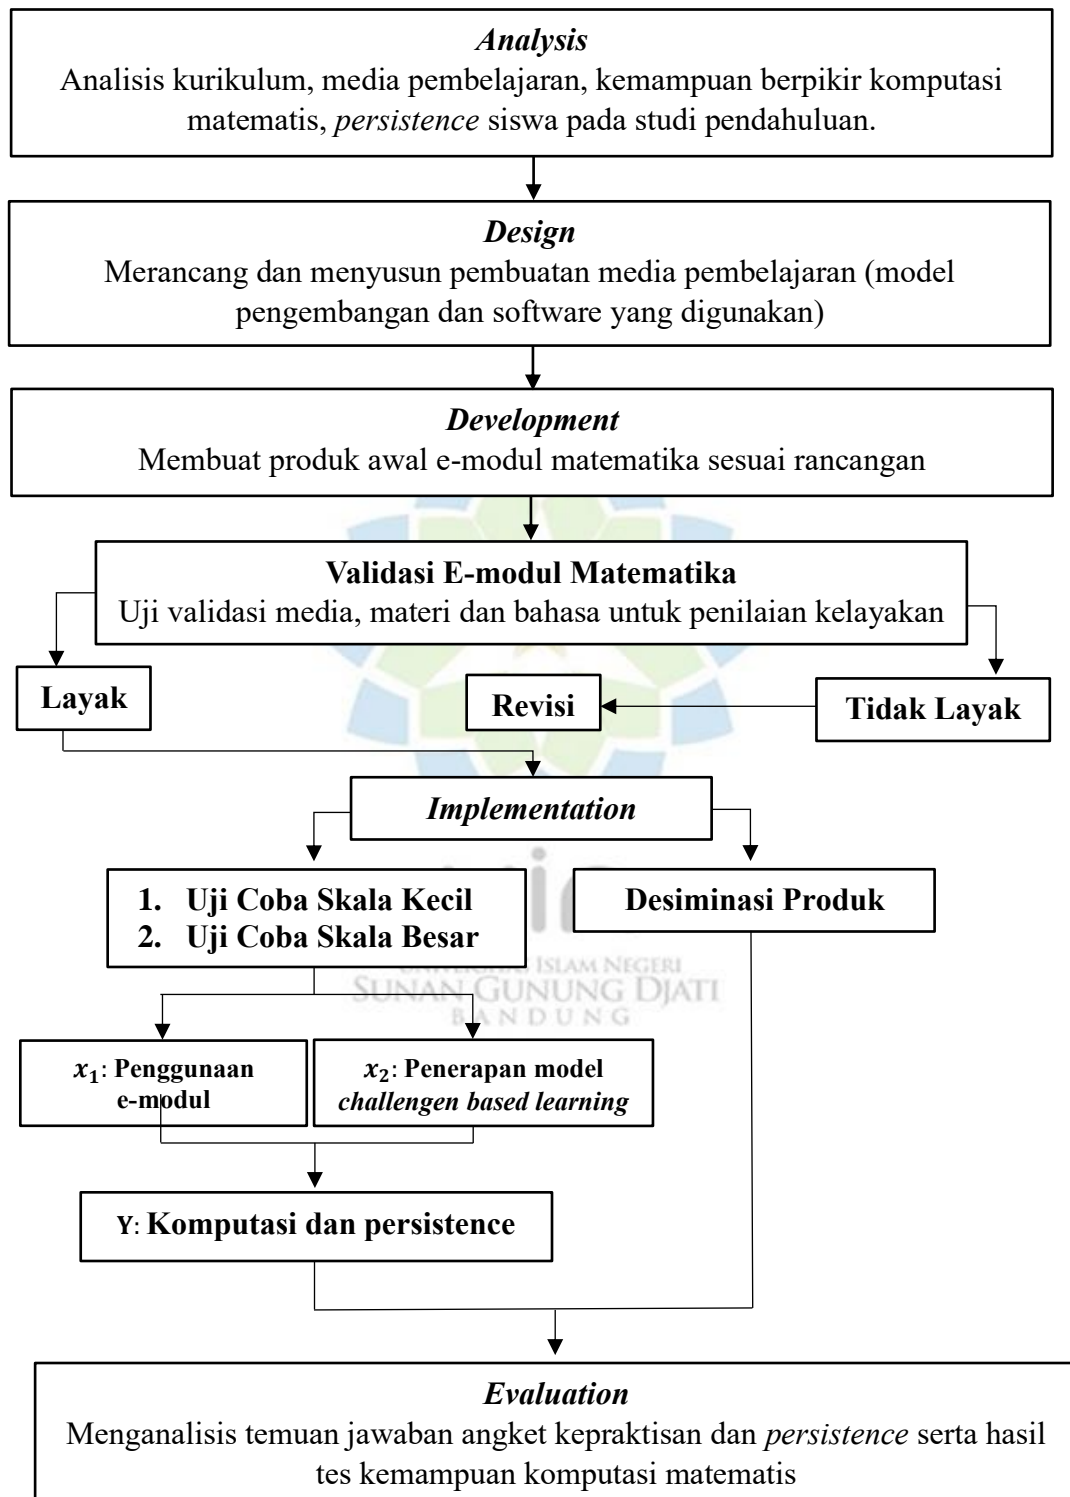 Analysis
Analisis kurikulum, media pembelajaran, kemampuan berpikir komputasi
matematis, persistence siswa pada studi pendahuluan.
Design
Merancang dan menyusun pembuatan media pembelajaran (model
pengembangan dan software yang digunakan)
Development
Membuat produk awal e-modul matematika sesuai rancangan
Validasi E-modul Matematika
Uji validasi media, materi dan bahasa untuk penilaian kelayakan
Layak
Revisi
Tidak Layak
Implementation
1. Uji Coba Skala Kecil
2. Uji Coba Skala Besar
Desiminasi Produk
ISLAM NEGERI
SUNAN GUNUNG DJATI
BANDUNG
x₁: Penggunaan
e-modul
x₂: Penerapan model
challengen based learning
Y: Komputasi dan persistence
Evaluation
Menganalisis temuan jawaban angket kepraktisan dan persistence serta hasil
tes kemampuan komputasi matematis